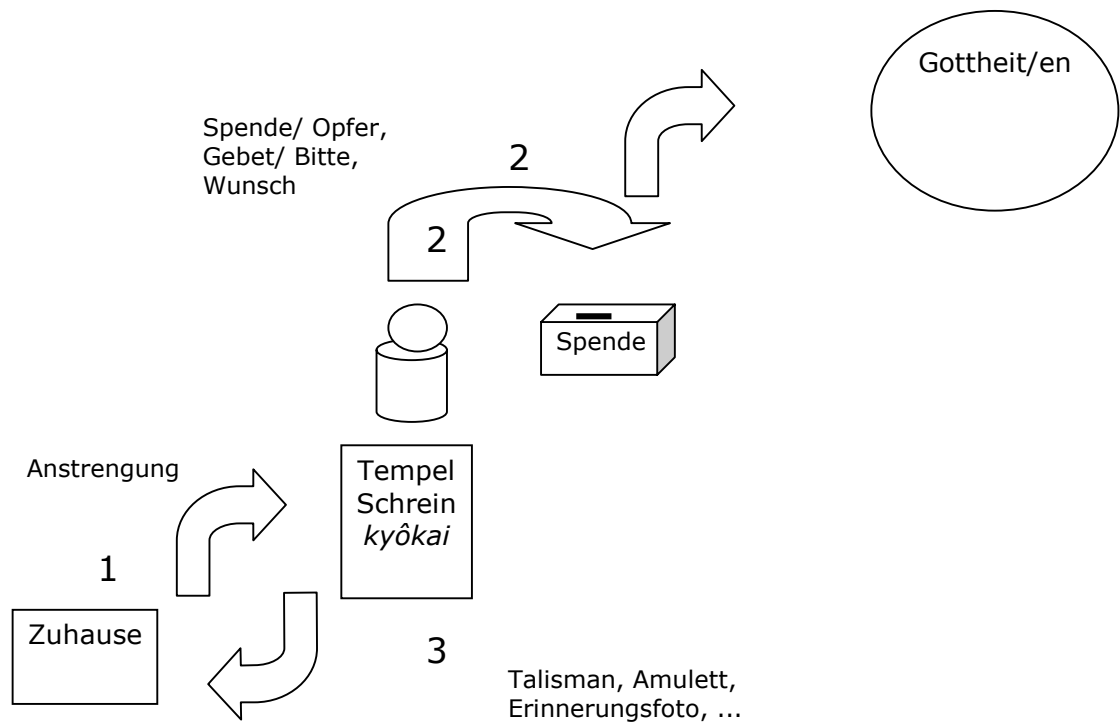 Gottheit/en
Spende/ Opfer,
Gebet/ Bitte,
Wunsch
2
2
Spende
Anstrengung
Tempel
Schrein
kyôkai
1
Zuhause
3
Talisman, Amulett,
Erinnerungsfoto, ...